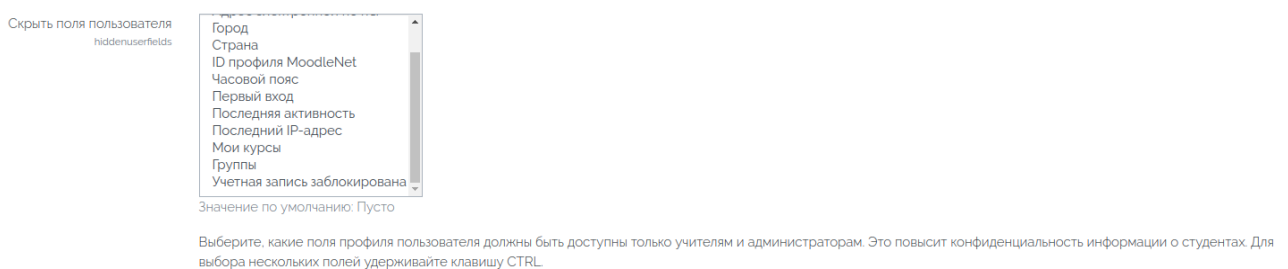 Скрыть поля пользователя
hiddenuserfields
Город
Страна
ID профиля MoodleNet
Часовой пояс
Первый вход
Последняя активность
Последний IP-адрес
Мои курсы
Группы
Учетная запись заблокирована
Значение по умолчанию: Пусто
Выберите, какие поля профиля пользователя должны быть доступны только учителям и администраторам. Это повысит конфиденциальность информации о студентах. Для
выбора нескольких полей удерживайте клавишу CTRL.